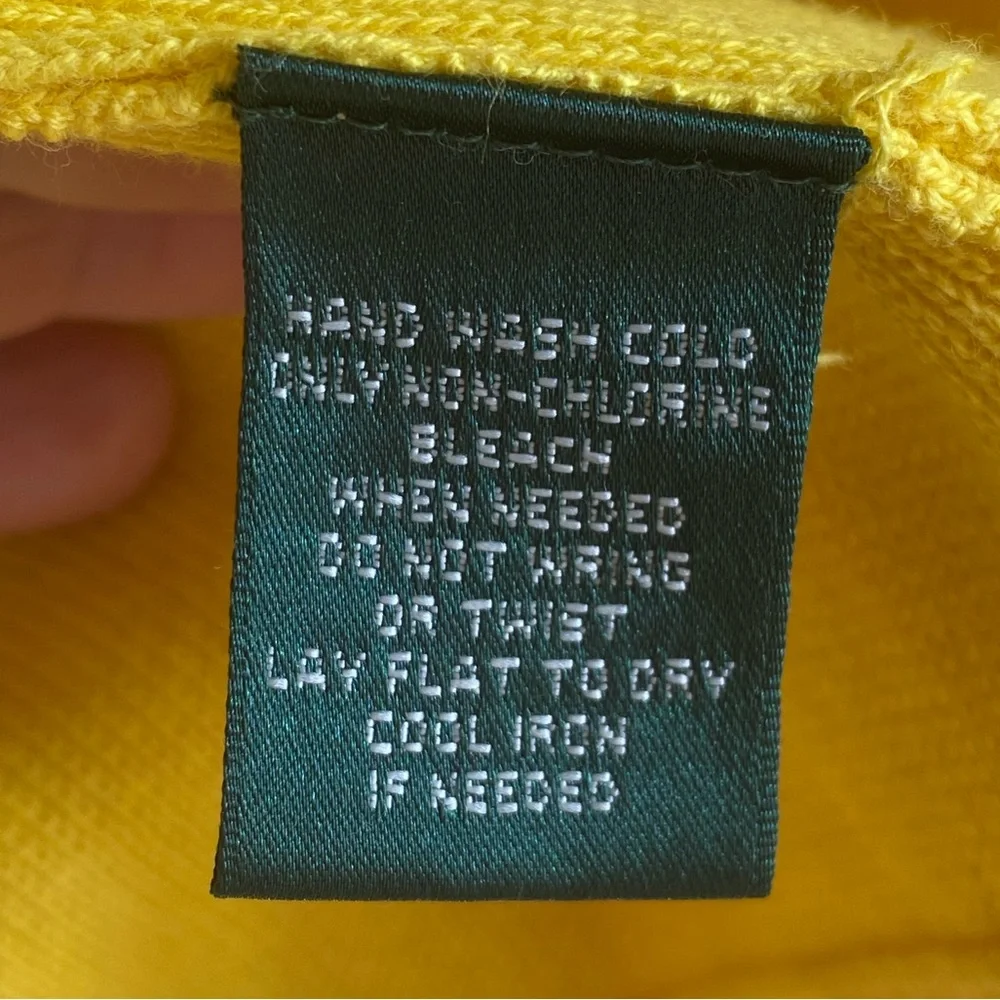 HAND WASH COLD
ONLY NON-CHLORINE
BLEACH
WHEN NEEDED
DO NOT WRING
OR TWIET
LAY FLAT TO DRY
COOL IRON
IF NEEDED